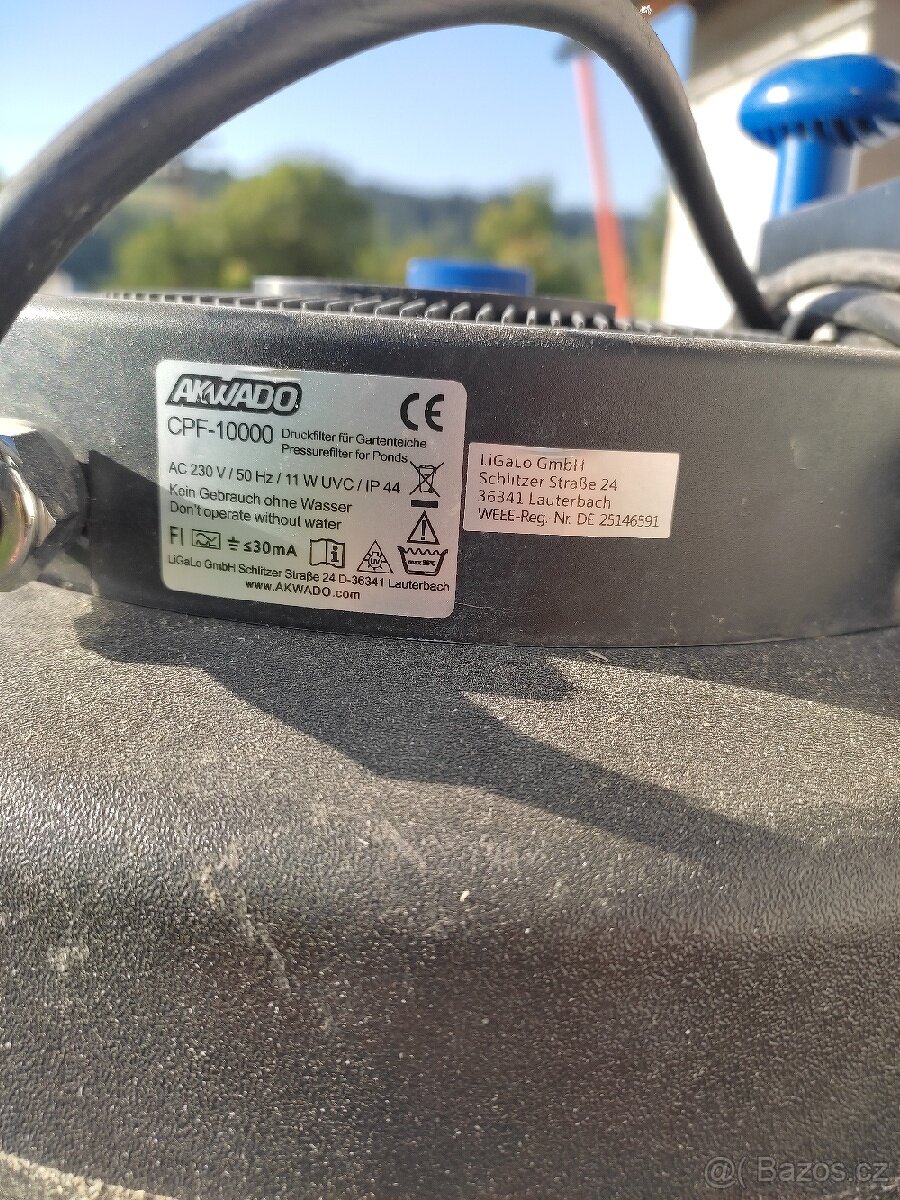 AKWADO
CE
CPF-10000 Druckfilter für Gartenteiche
Pressurefilter for Ponds
AC 230 V / 50 Hz / 11 W UVC / IP 44
Kein Gebrauch ohne Wasser
Don't operate without water
FI ≤30mA
LiGaLo GmbH Schlitzer Straße 24 D-36341 Lauterbach
www.AKWADO.com
LiGaLo GmbH
Schlitzer Straße 24
36341 Lauterbach
WEEE-Reg. Nr. DE 25146591
@( Bazos.cz